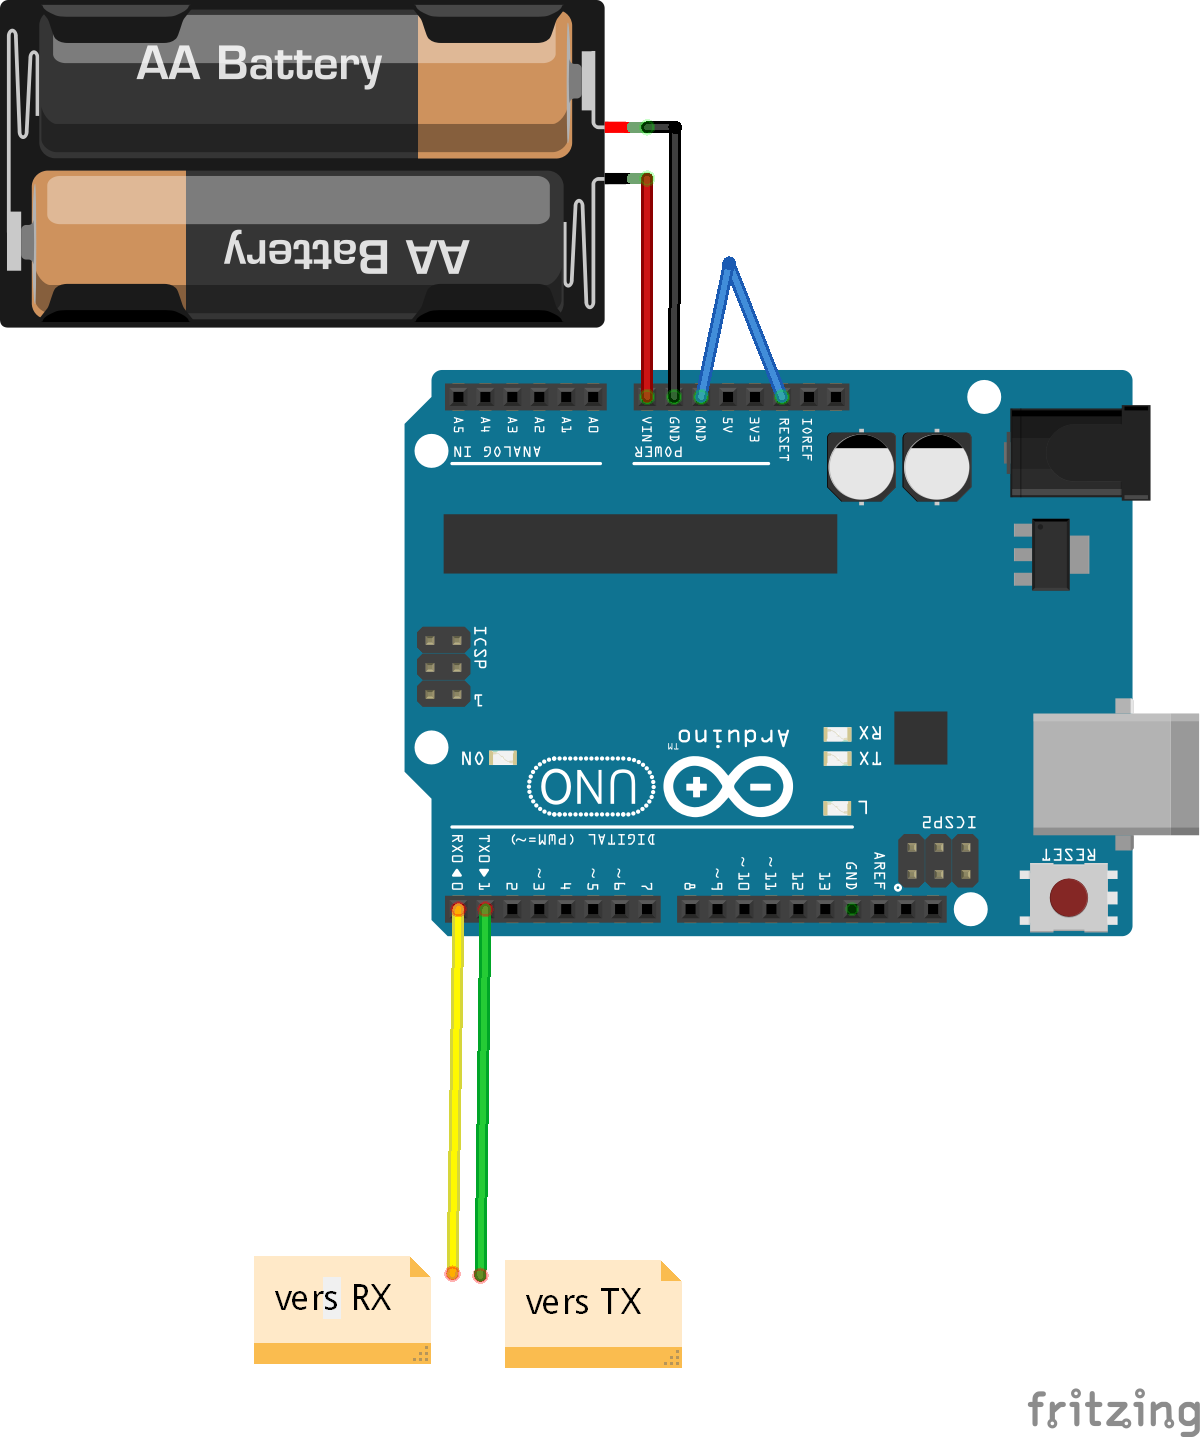 AA Battery
AA Battery
A5 A4 A3 A2 A1 A0
VIN GND GND 5V 3V3 RESET IOREF
ANALOG IN
POWER
ICSP
1
ON
UNO
Arduino
TM
RX
TX
L
ICSP2
RESET
DIGITAL (PWM=~)
RX0 TX0
0 1 2 ~3 4 ~5 ~6 7 8 ~9 ~10 ~11 12 13 GND AREF
vers RX
vers TX
fritzing